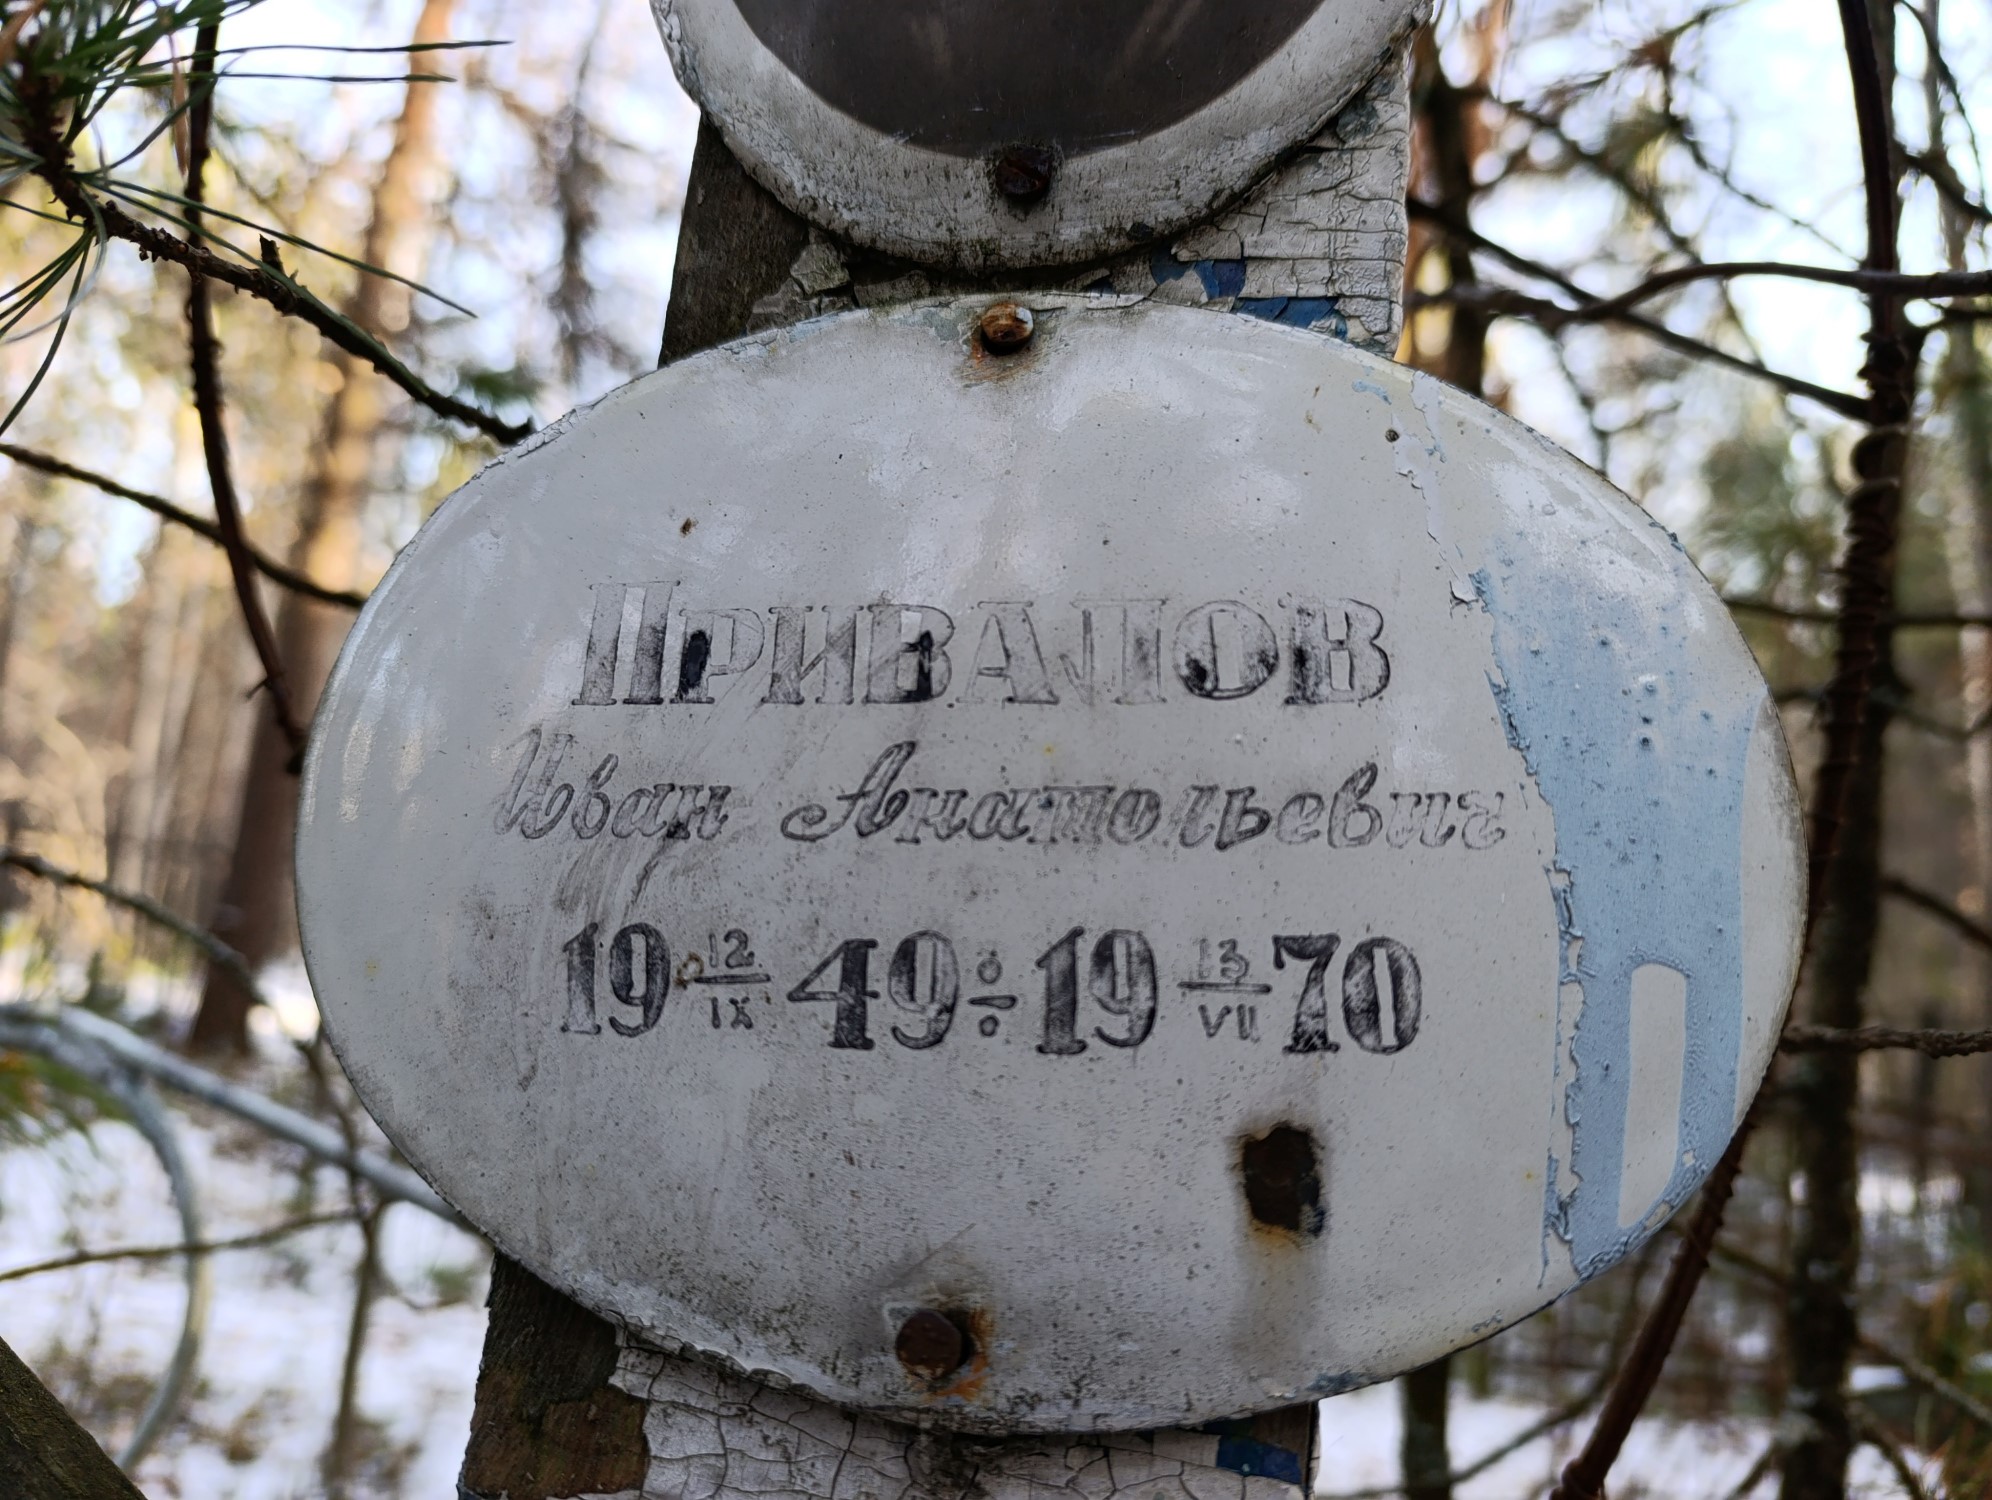 ПРИВАЛОВ
Иван Анатольевич
19 12/IX 49 ÷ 19 13/VII 70